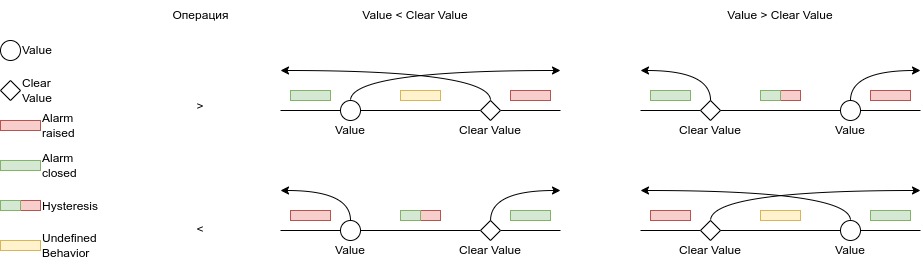 Операция
Value < Clear Value
Value > Clear Value
Value
Clear
Value
Alarm
raised
Alarm
closed
Hysteresis
Undefined
Behavior
>
Value
Clear Value
Clear Value
Value
<
Value
Clear Value
Clear Value
Value